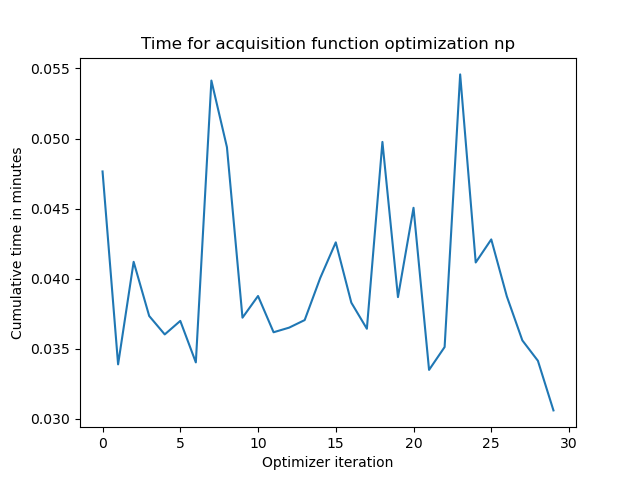 Time for acquisition function optimization np
0.055
0.050
0.045
0.040
0.035
0.030
Cumulative time in minutes
0 5 10 15 20 25 30
Optimizer iteration